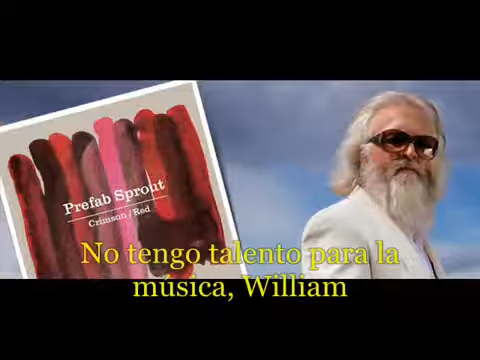 Prefab Sprout
Crimson / Red
No tengo talento para la
música, William